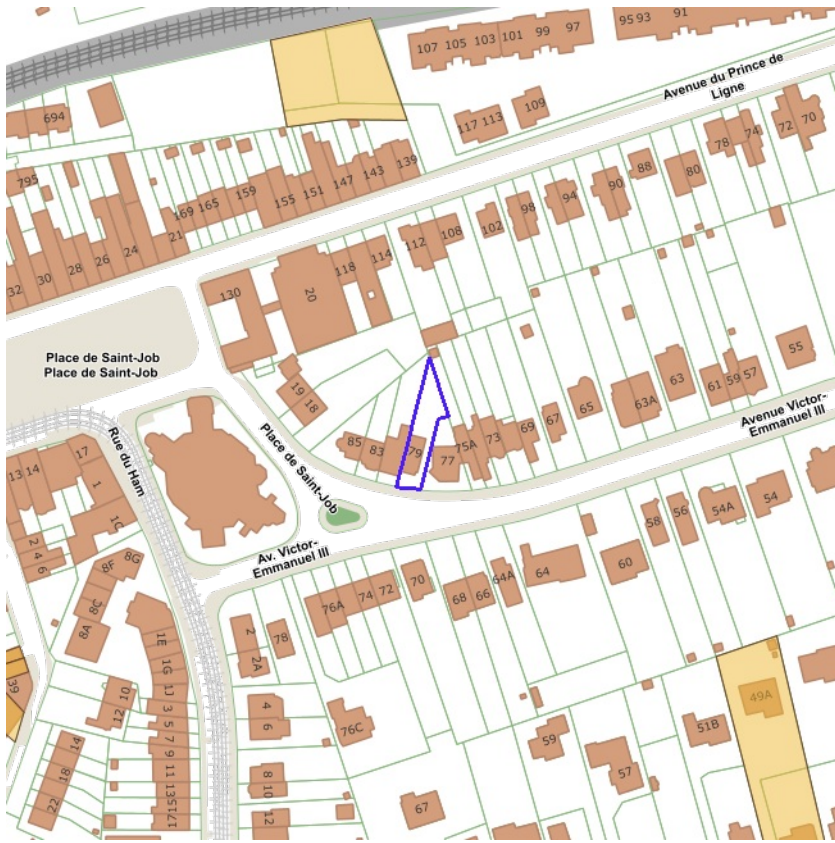 107 105 103 101 99 97
95 93 91
Avenue du Prince de
Ligne
694
117 113 109
78 74 72 70
795
169 165 159 155 151 147 143 139
88 80
94 90
32 30 28 26 24 21
112 108 102 98
118 114
130
20
Place de Saint-Job
Place de Saint-Job
19 18
85 83 79 77 75A 73 69 67 65 63A 63 61 59 57 55
Avenue Victor-
Emmanuel III
Place de Saint-Job
Rue du Ham
13 14 17
1
1C
2 4 6
8F 8G
8C
8A
Av. Victor-
Emmanuel III
58 56 54A 54
76A 74 72 70 68 66 64A 64 60
2
2A
78
1E
1G
1J
3
5
7
9
11
13
15
17
39
10
12
4
6
76C
59
51B
49A
14
18
22
8
10
12
67
57